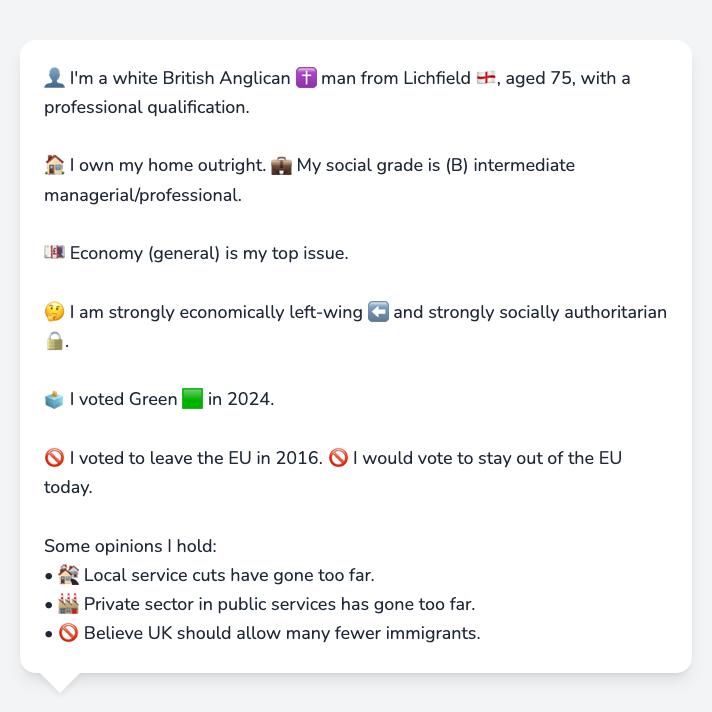 👤 I'm a white British Anglican ✝️ man from Lichfield 🏴󠁧󠁢󠁥󠁮󠁧󠁿, aged 75, with a
professional qualification.
🏠 I own my home outright. 💼 My social grade is (B) intermediate
managerial/professional.
💷 Economy (general) is my top issue.
🤔 I am strongly economically left-wing ⬅️ and strongly socially authoritarian
🔒.
🗳️ I voted Green 🟩 in 2024.
🚫 I voted to leave the EU in 2016. 🚫 I would vote to stay out of the EU
today.
Some opinions I hold:
• 🏚️ Local service cuts have gone too far.
• 🏭 Private sector in public services has gone too far.
• 🚫 Believe UK should allow many fewer immigrants.